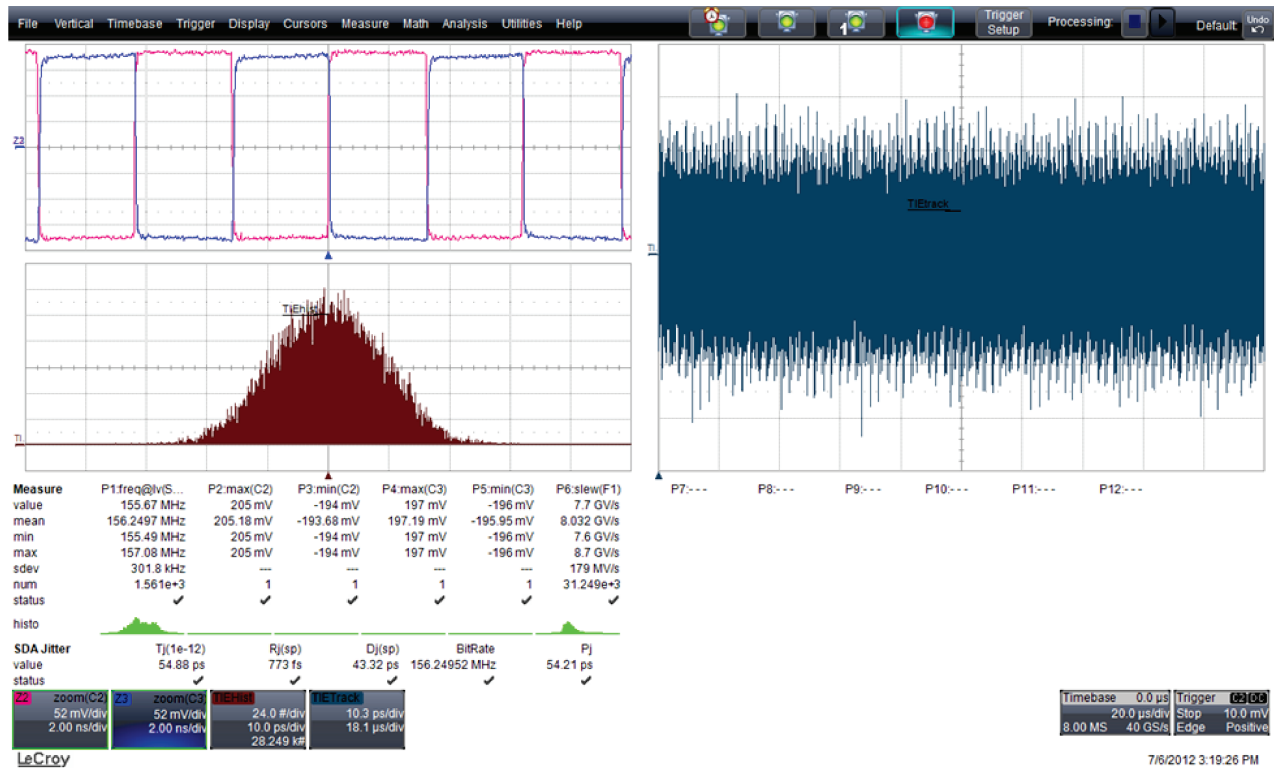 File Vertical Timebase Trigger Display Cursors Measure Math Analysis Utilities Help
1
Trigger Setup
Processing:
Default
Undo
Z2
TIEtrack
TI.
TIEhist
TI.
Measure P1:freq@lv(S... P2:max(C2) P3:min(C2) P4:max(C3) P5:min(C3) P6:slew(F1) P7:--- P8:--- P9:--- P10:--- P11:--- P12:---
value 155.67 MHz 205 mV -194 mV 197 mV -196 mV 7.7 GV/s
mean 156.2497 MHz 205.18 mV -193.68 mV 197.19 mV -195.95 mV 8.032 GV/s
min 155.49 MHz 205 mV -194 mV 197 mV -196 mV 7.6 GV/s
max 157.08 MHz 205 mV -194 mV 197 mV -196 mV 8.7 GV/s
sdev 301.8 kHz --- --- --- --- 179 MV/s
num 1.561e+3 1 1 1 1 31.249e+3
status
histo
SDA Jitter Tj(1e-12) Rj(sp) Dj(sp) BitRate Pj
value 54.88 ps 773 fs 43.32 ps 156.24952 MHz 54.21 ps
status
Z2 zoom(C2) Z3 zoom(C3) TIEHist TIETrack Timebase 0.0 µs Trigger C2 DC
52 mV/div 52 mV/div 24.0 #/div 10.3 ps/div 20.0 µs/div Stop 10.0 mV
2.00 ns/div 2.00 ns/div 10.0 ps/div 18.1 µs/div 8.00 MS 40 GS/s Edge Positive
28.249 k#
LeCroy 7/6/2012 3:19:26 PM